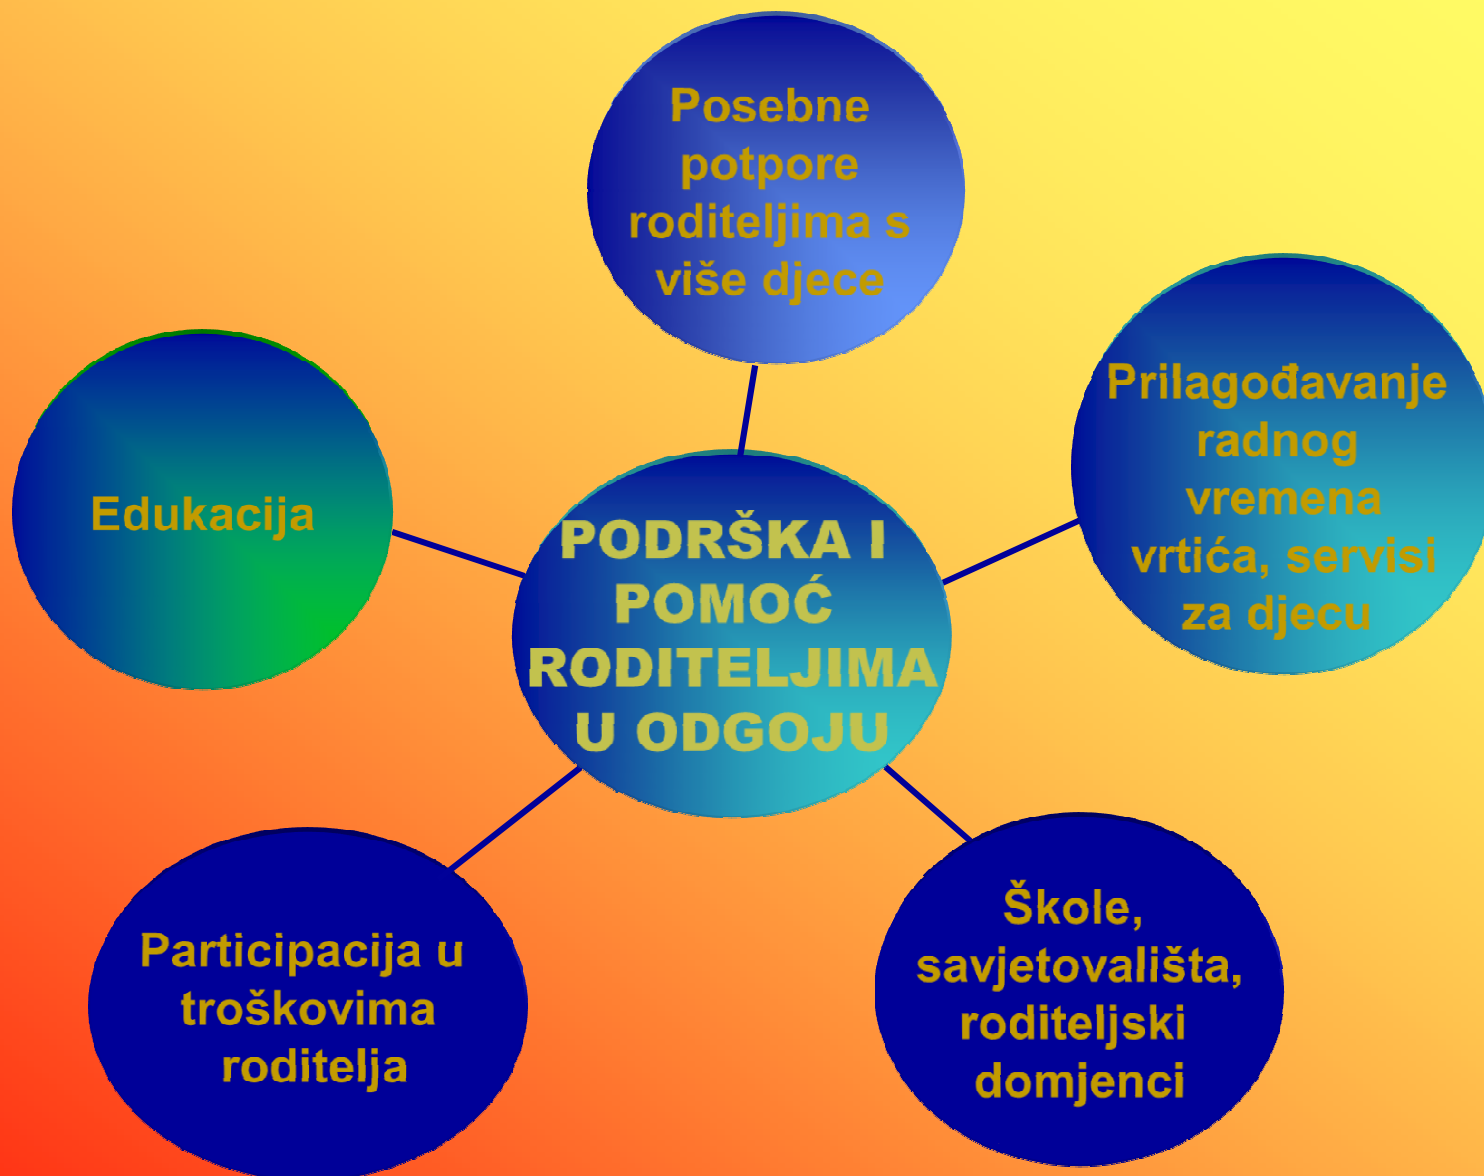 Posebne
potpore
roditeljima s
više djece
Prilagođavanje
radnog
vremena
vrtića, servisi
za djecu
Edukacija
PODRŠKA I
POMOĆ
RODITELJIMA
U ODGOJU
Participacija u
troškovima
roditelja
Škole,
savjetovališta,
roditeljski
domjenci